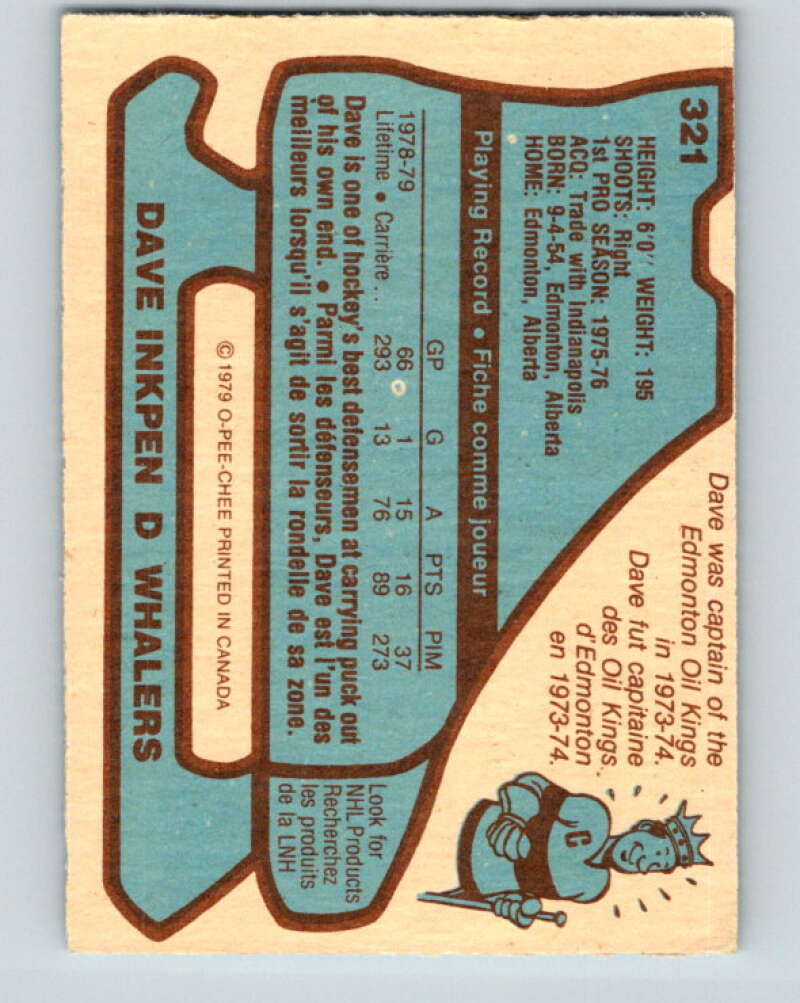 321
HEIGHT: 6'0'' WEIGHT: 195
SHOOTS: Right
1st PRO SEASON: 1975-76
ACQ: Trade with Indianapolis
BORN: 9-4-54, Edmonton, Alberta
HOME: Edmonton, Alberta
Dave was captain of the
Edmonton Oil Kings
in 1973-74.
Dave fut capitaine
des Oil Kings
d'Edmonton
en 1973-74.
C
Playing Record • Fiche comme joueur
GP G A PTS PIM
1978-79 66 1 15 16 37
Lifetime • Carrière .. 293 13 76 89 273
Dave is one of hockey's best defensemen at carrying puck out
of his own end. • Parmi les défenseurs, Dave est l'un des
meilleurs lorsqu'il s'agit de sortir la rondelle de sa zone.
Look for
NHL Products
Recherchez
les produits
de la LNH
© 1979 O-PEE-CHEE PRINTED IN CANADA
DAVE INKPEN D WHALERS